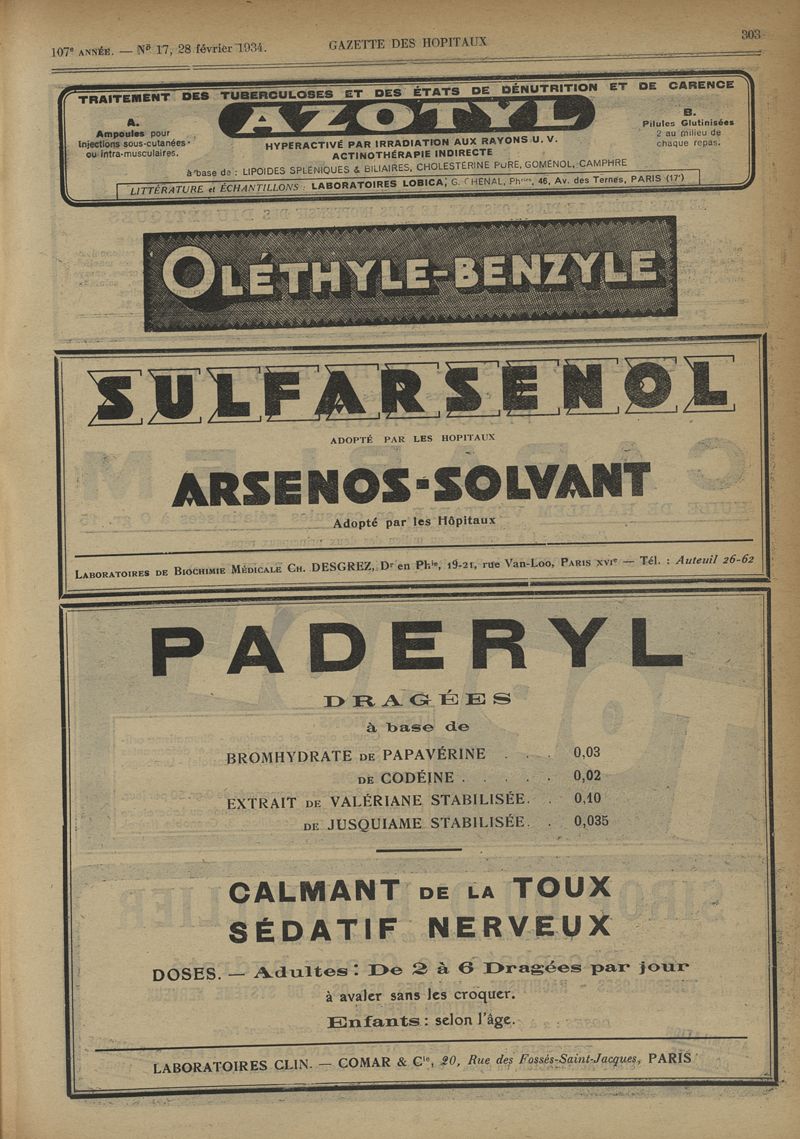 107e ANNÉE. — No 17, 28 février 1934.
GAZETTE DES HOPITAUX
303
TRAITEMENT DES TUBERCULOSES ET DES ÉTATS DE DÉNUTRITION ET DE CARENCE
AZOTYL
A.
Ampoules pour
Injections sous-cutanées
ou intra-musculaires.
B.
Pilules Glutinisées
2 au milieu de
chaque repas.
HYPERACTIVÉ PAR IRRADIATION AUX RAYONS U. V.
ACTINOTHÉRAPIE INDIRECTE
à base de : LIPOIDES SPLÉNIQUES & BILIAIRES, CHOLESTÉRINE PURE, GOMÉNOL, CAMPHRE
LITTÉRATURE et ÉCHANTILLONS : LABORATOIRES LOBICA, G. CHENAL, Phcien, 46, Av. des Ternes, PARIS (17e)
OLÉTHYLE-BENZYLE
SULFARSENOL
ADOPTÉ PAR LES HOPITAUX
ARSENOS-SOLVANT
Adopté par les Hôpitaux
LABORATOIRES DE BIOCHIMIE MÉDICALE CH. DESGREZ, Dr en Phie, 19-21, rue Van-Loo, PARIS XVIe — Tél. : Auteuil 26-62
PADERYL
DRAGÉES
à base de
BROMHYDRATE DE PAPAVÉRINE . . . 0,03
DE CODÉINE . . . . . 0,02
EXTRAIT DE VALÉRIANE STABILISÉE. . 0,10
DE JUSQUIAME STABILISÉE. . 0,035
CALMANT DE LA TOUX
SÉDATIF NERVEUX
DOSES. — Adultes : De 2 à 6 Dragées par jour
à avaler sans les croquer.
Enfants : selon l'âge.
LABORATOIRES CLIN. — COMAR & Cie, 20, Rue des Fossés-Saint-Jacques, PARIS